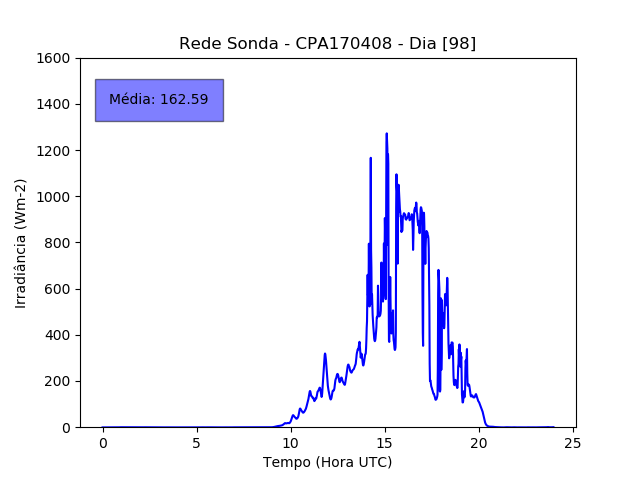 Rede Sonda - CPA170408 - Dia [98]
1600
1400
1200
1000
800
600
400
200
0
Irradiância (Wm-2)
Média: 162.59
0 5 10 15 20 25
Tempo (Hora UTC)